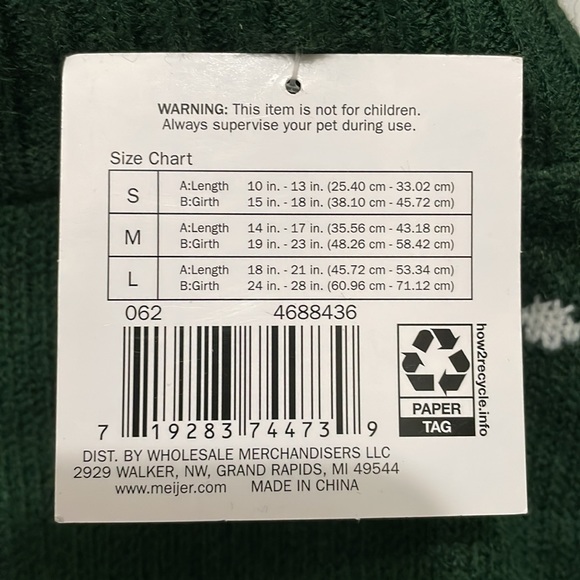 WARNING: This item is not for children.
Always supervise your pet during use.
Size Chart
S
A:Length 10 in. - 13 in. (25.40 cm - 33.02 cm)
B:Girth 15 in. - 18 in. (38.10 cm - 45.72 cm)
M
A:Length 14 in. - 17 in. (35.56 cm - 43.18 cm)
B:Girth 19 in. - 23 in. (48.26 cm - 58.42 cm)
L
A:Length 18 in. - 21 in. (45.72 cm - 53.34 cm)
B:Girth 24 in. - 28 in. (60.96 cm - 71.12 cm)
062 4688436
7 19283 74473 9
how2recycle.info
PAPER
TAG
DIST. BY WHOLESALE MERCHANDISERS LLC
2929 WALKER, NW, GRAND RAPIDS, MI 49544
www.meijer.com MADE IN CHINA